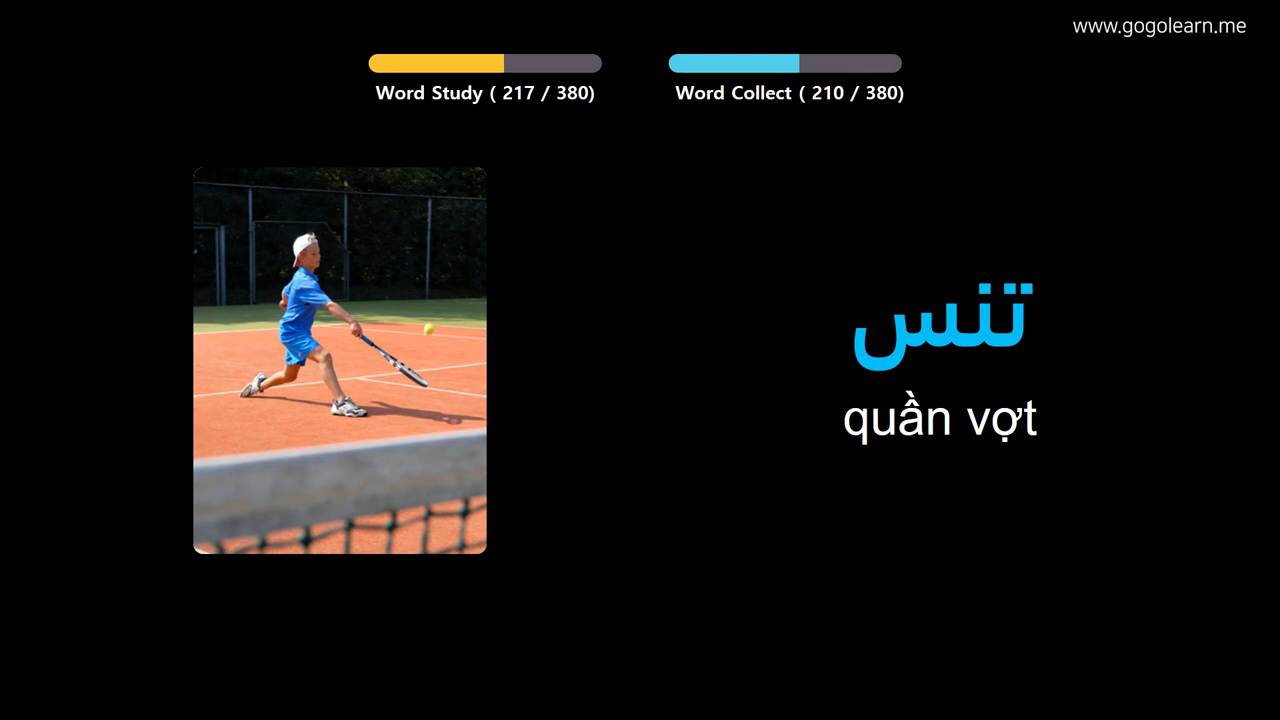 www.gogolearn.me
Word Study ( 217 / 380)
Word Collect ( 210 / 380)
تنس
quần vợt